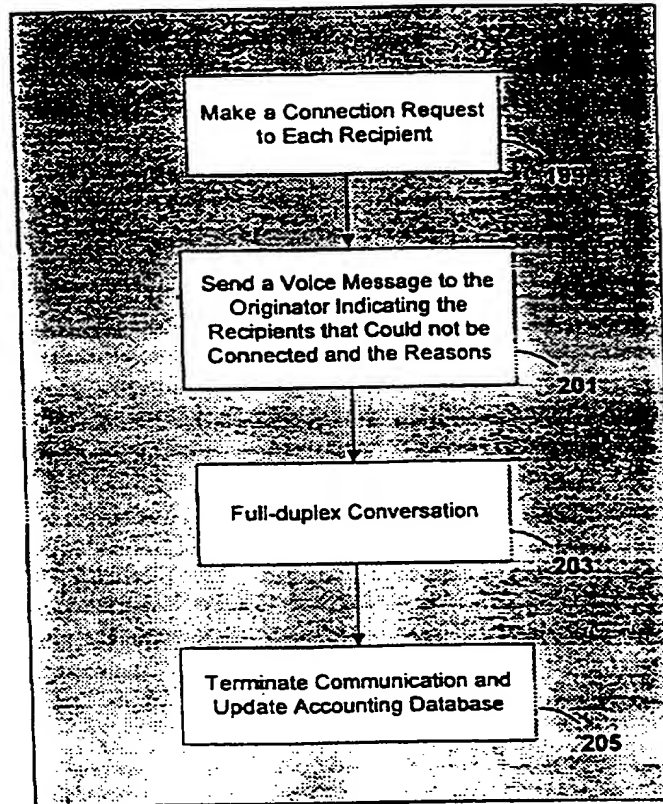 Make a Connection Request
to Each Recipient
199
Send a Voice Message to the
Originator Indicating the
Recipients that Could not be
Connected and the Reasons
201
Full-duplex Conversation
203
Terminate Communication and
Update Accounting Database
205